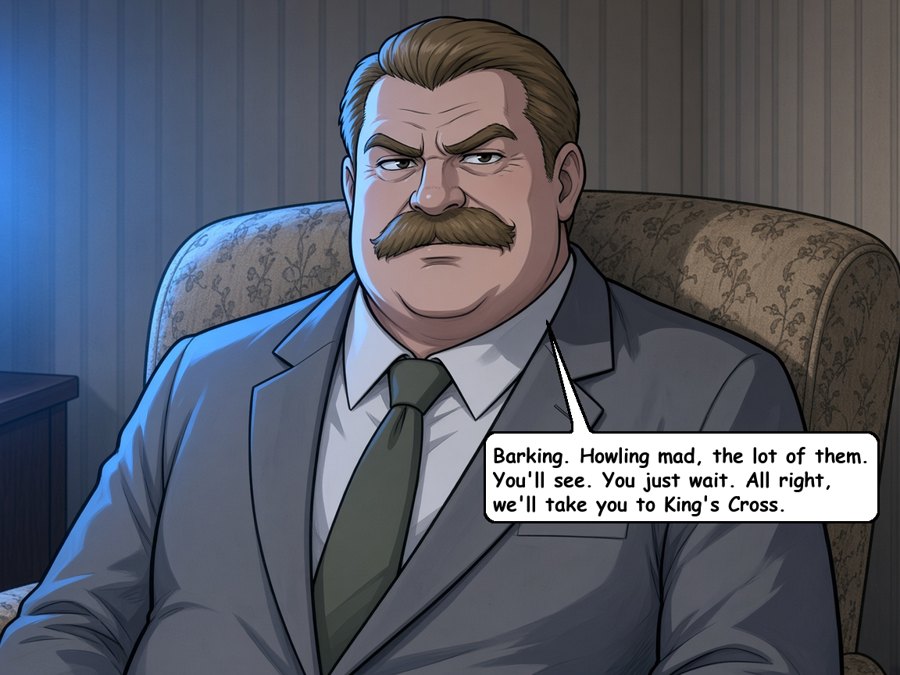 Barking. Howling mad, the lot of them.
You'll see. You just wait. All right,
we'll take you to King's Cross.